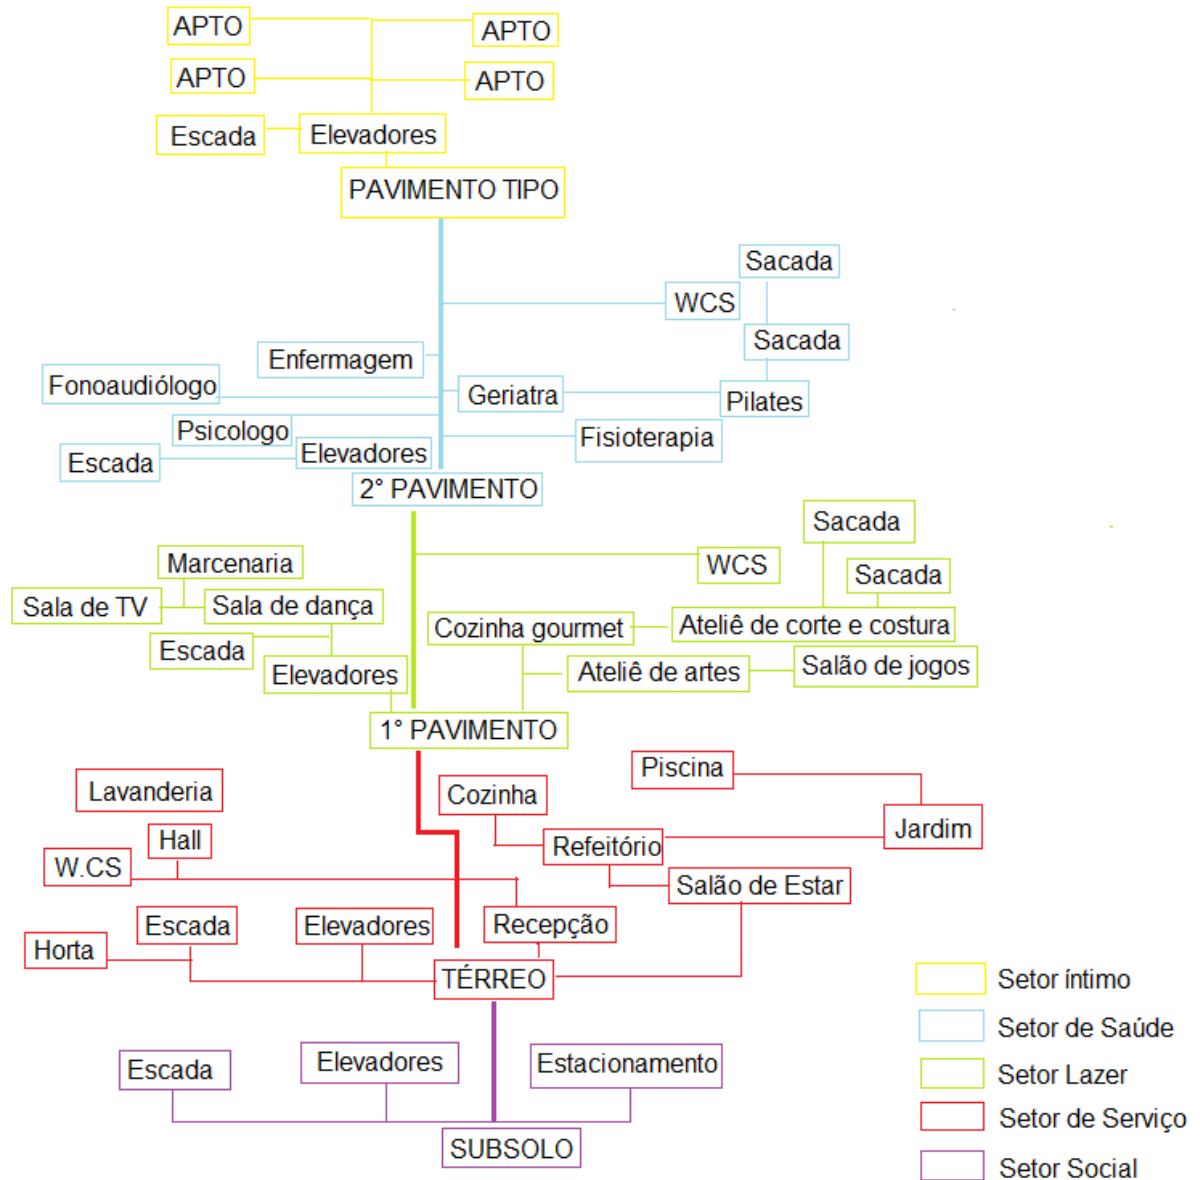 APTO
APTO
APTO
APTO
Escada
Elevadores
PAVIMENTO TIPO
Sacada
WCS
Sacada
Enfermagem
Fonoaudiólogo
Geriatra
Pilates
Psicologo
Fisioterapia
Escada
Elevadores
2° PAVIMENTO
Sacada
Marcenaria
WCS
Sacada
Sala de TV
Sala de dança
Cozinha gourmet
Ateliê de corte e costura
Escada
Elevadores
Ateliê de artes
Salão de jogos
1° PAVIMENTO
Piscina
Lavanderia
Cozinha
Jardim
Hall
Refeitório
W.CS
Salão de Estar
Escada
Elevadores
Recepção
Horta
TÉRREO
Setor íntimo
Setor de Saúde
Escada
Elevadores
Estacionamento
Setor Lazer
Setor de Serviço
SUBSOLO
Setor Social